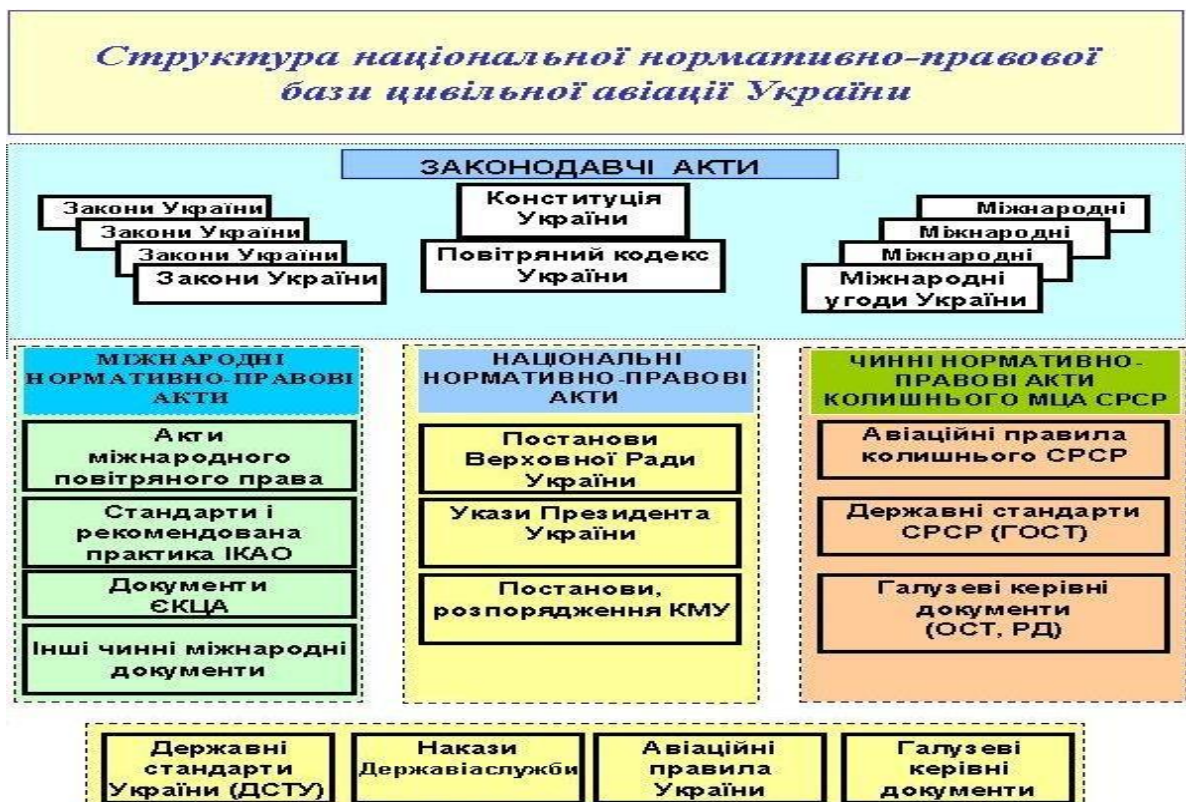 Структура національної нормативно-правової
бази цивільної авіації України
ЗАКОНОДАВЧІ АКТИ
Закони України
Закони України
Закони України
Закони України
Конституція
України
Повітряний кодекс
України
Міжнародні
Міжнародні
Міжнародні
Міжнародні
угоди України
МІЖНАРОДНІ
НОРМАТИВНО-ПРАВОВІ
АКТИ
Акти
міжнародного
повітряного права
Стандарти і
рекомендована
практика ІКАО
Документи
ЄКЦА
Інші чинні міжнародні
документи
НАЦІОНАЛЬНІ
НОРМАТИВНО-ПРАВОВІ
АКТИ
Постанови
Верховної Ради
України
Укази Президента
України
Постанови,
розпорядження КМУ
ЧИННІ НОРМАТИВНО-
ПРАВОВІ АКТИ
КОЛИШНЬОГО МЦА СРСР
Авіаційні правила
колишнього СРСР
Державні стандарти
СРСР (ГОСТ)
Галузеві керівні
документи
(ОСТ, РД)
Державні
стандарти
України (ДСТУ)
Накази
Державіаслужби
Авіаційні
правила
України
Галузеві
керівні
документи